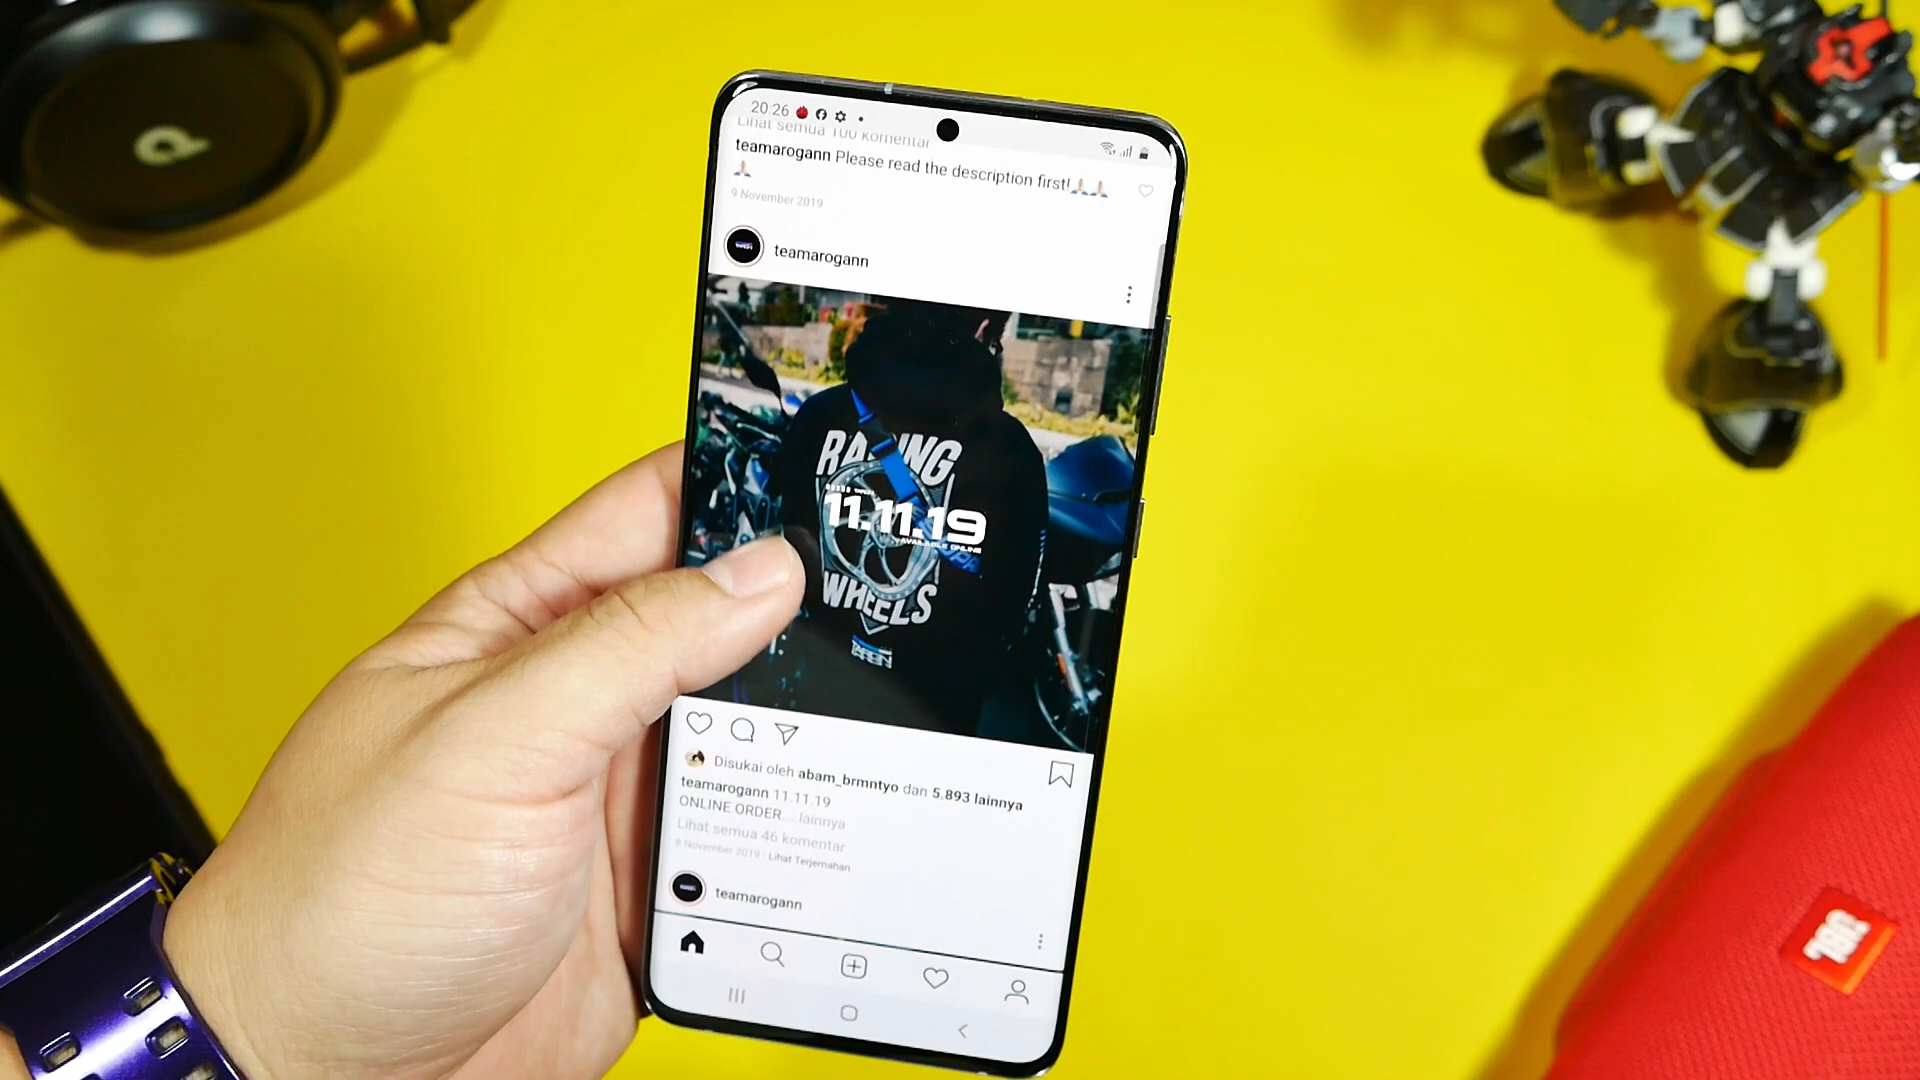 20:26
Lihat semua 100 komentar
teamarogann Please read the description first!🙏🙏
🙏
9 November 2019
teamarogann
RACING
11.11.19
AVAILABLE ONLINE
WHEELS
Disukai oleh abam_brmntyo dan 5.893 lainnya
teamarogann 11.11.19
ONLINE ORDER... lainnya
Lihat semua 46 komentar
8 November 2019 · Lihat Terjemahan
teamarogann
JBL